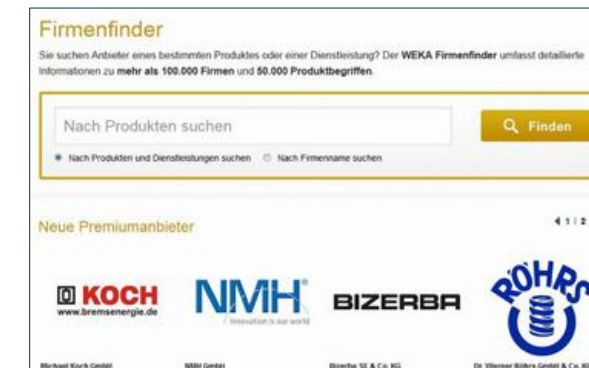 Firmenfinder
Sie suchen Anbieter eines bestimmten Produktes oder einer Dienstleistung? Der WEKA Firmenfinder umfasst detaillierte
Informationen zu mehr als 100.000 Firmen und 50.000 Produktbegriffen.
Nach Produkten suchen
Finden
Nach Produkten und Dienstleistungen suchen Nach Firmenname suchen
Neue Premiumanbieter
1 | 2
KOCH
www.bremsenergie.de
NMH
Innovation is our world
BIZERBA
RÖHRS
Michael Koch GmbH
NMH GmbH
Bizerba SE & Co. KG
Dr. Werner Röhrs GmbH & Co. KG